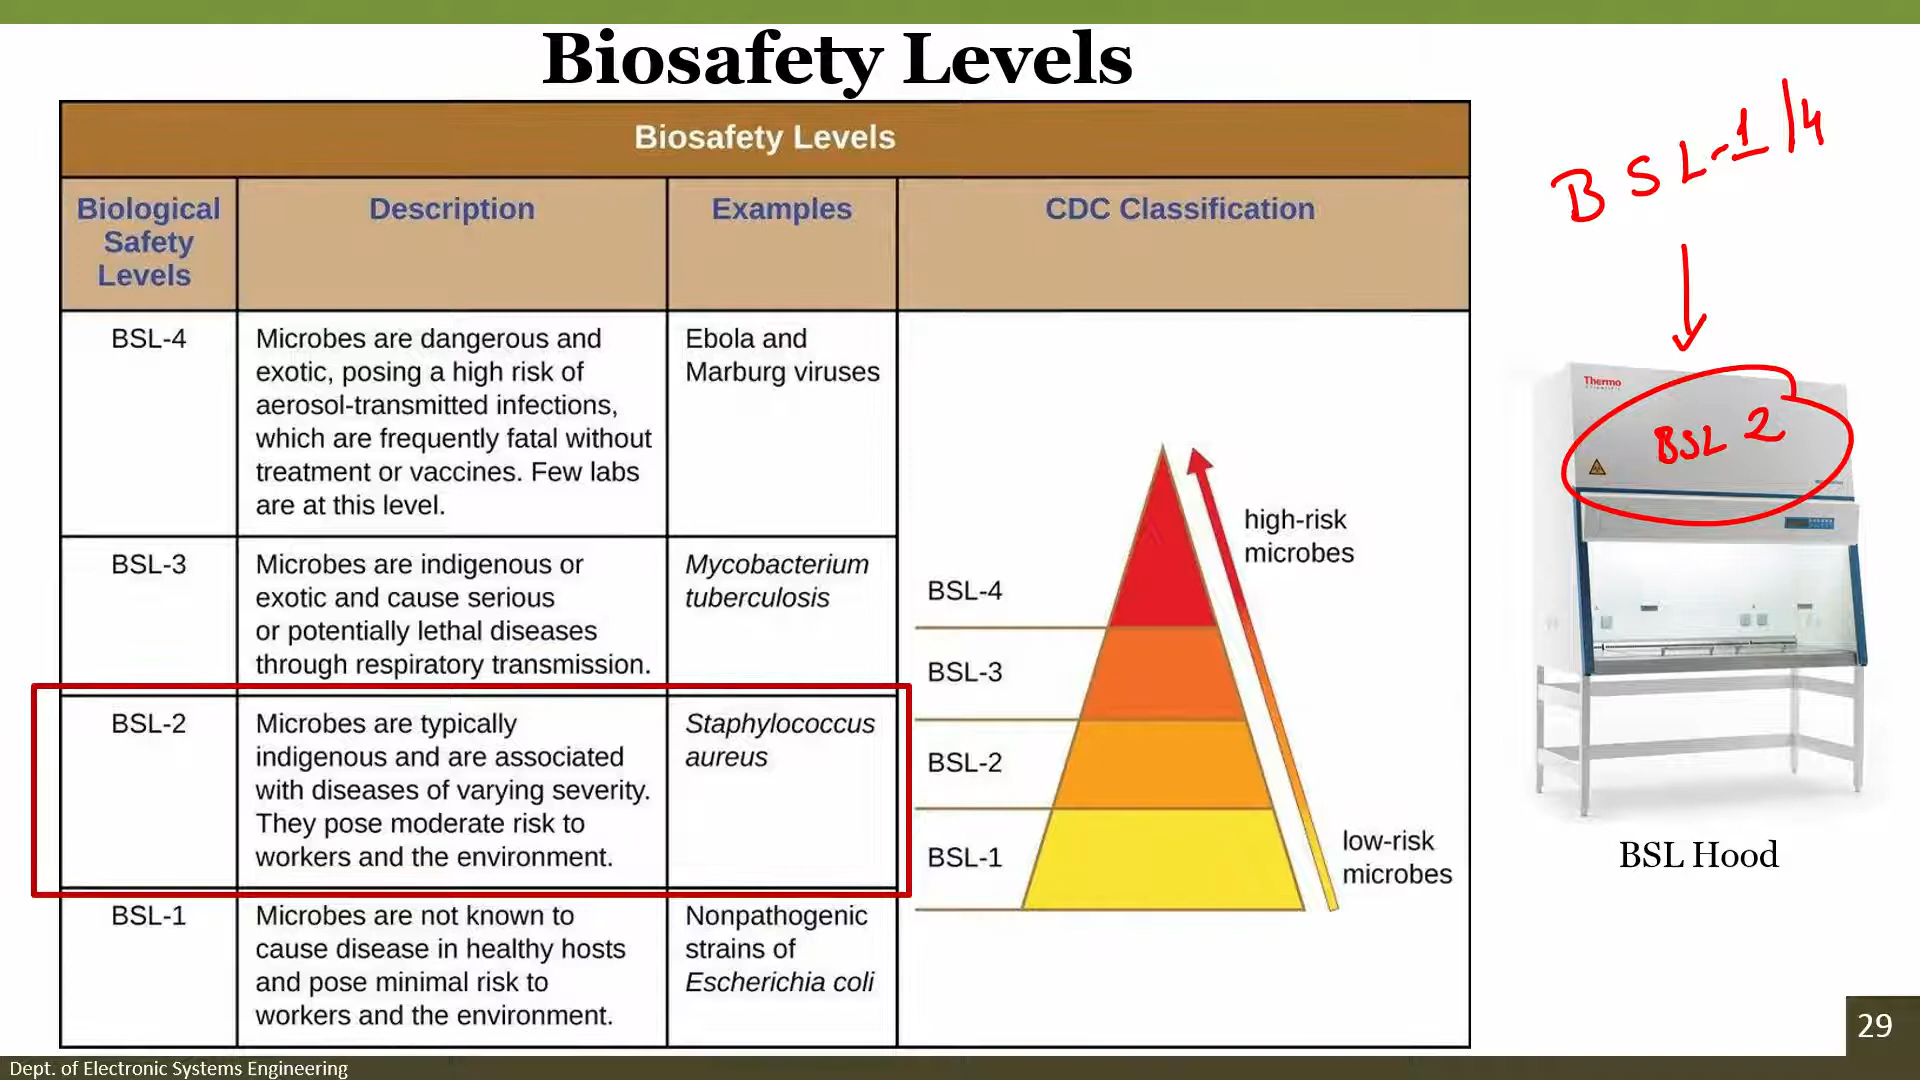 Biosafety Levels
Biosafety Levels
Biological
Safety
Levels
Description
Examples
CDC Classification
BSL-4
Microbes are dangerous and
exotic, posing a high risk of
aerosol-transmitted infections,
which are frequently fatal without
treatment or vaccines. Few labs
are at this level.
Ebola and
Marburg viruses
BSL-3
Microbes are indigenous or
exotic and cause serious
or potentially lethal diseases
through respiratory transmission.
Mycobacterium
tuberculosis
BSL-2
Microbes are typically
indigenous and are associated
with diseases of varying severity.
They pose moderate risk to
workers and the environment.
Staphylococcus
aureus
BSL-1
Microbes are not known to
cause disease in healthy hosts
and pose minimal risk to
workers and the environment.
Nonpathogenic
strains of
Escherichia coli
BSL-4
BSL-3
BSL-2
BSL-1
high-risk
microbes
low-risk
microbes
BSL-1/4
Thermo
SCIENTIFIC
BSL 2
BSL Hood
29
Dept. of Electronic Systems Engineering